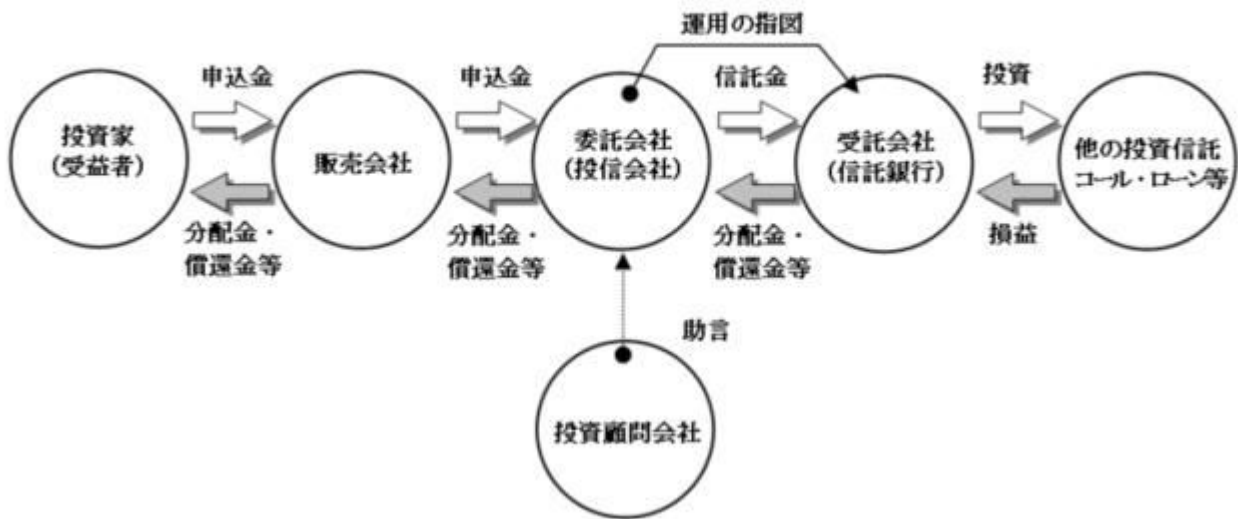 運用の指図
申込金
申込金
信託金
投資
投資家
(受益者)
販売会社
委託会社
(投信会社)
受託会社
(信託銀行)
他の投資信託
コール・ローン等
分配金・
償還金等
分配金・
償還金等
分配金・
償還金等
損益
助言
投資顧問会社